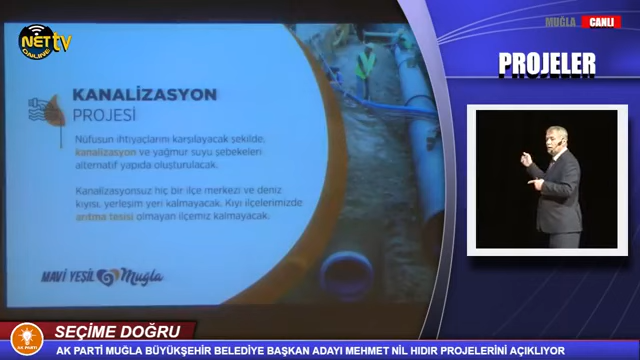 NET tv
ONLINE
MUĞLA CANLI
PROJELER
KANALİZASYON
PROJESİ
Nüfusun ihtiyaçlarını karşılayacak şekilde,
kanalizasyon ve yağmur suyu şebekeleri
alternatif yapıda oluşturulacak.
Kanalizasyonsuz hiç bir ilçe merkezi ve deniz
kıyısı, yerleşim yeri kalmayacak. Kıyı ilçelerimizde
arıtma tesisi olmayan ilçemiz kalmayacak.
MAVİ YEŞİL Muğla
SEÇİME DOĞRU
AK PARTİ
AK PARTİ MUĞLA BÜYÜKŞEHİR BELEDİYE BAŞKAN ADAYI MEHMET NİL HIDIR PROJELERİNİ AÇIKLIYOR